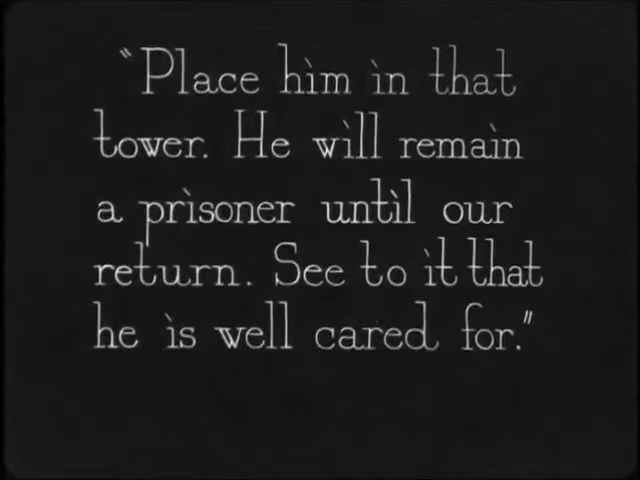 "Place him in that
tower. He will remain
a prisoner until our
return. See to it that
he is well cared for."